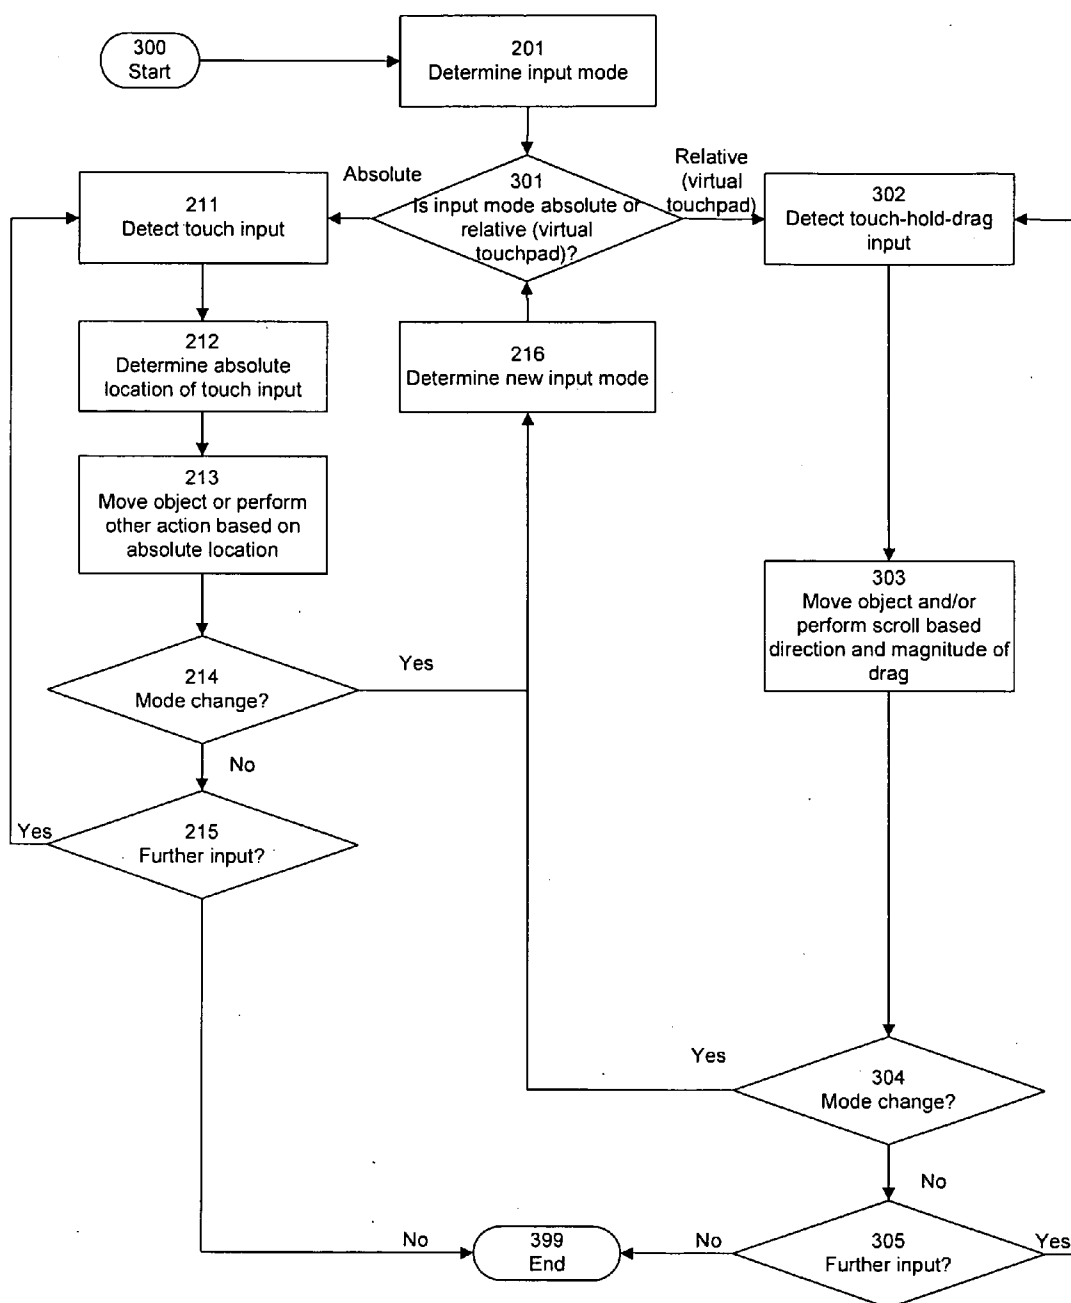 300
Start
201
Determine input mode
Absolute
301
Is input mode absolute or
relative (virtual
touchpad)?
Relative
(virtual
touchpad)
211
Detect touch input
302
Detect touch-hold-drag
input
212
Determine absolute
location of touch input
216
Determine new input mode
213
Move object or perform
other action based on
absolute location
303
Move object and/or
perform scroll based
direction and magnitude of
drag
214
Mode change?
Yes
No
Yes
215
Further input?
Yes
304
Mode change?
No
No
399
End
No
305
Further input?
Yes